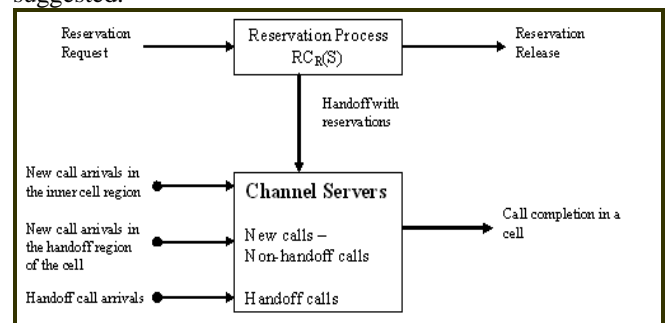 suggested.
Reservation
Request
Reservation Process
RCR(S)
Reservation
Release
Handoff with
reservations
New call arrivals in
the inner cell region
New call arrivals in
the handoff region
of the cell
Handoff call arrivals
Channel Servers
New calls –
Non-handoff calls
Handoff calls
Call completion in a
cell